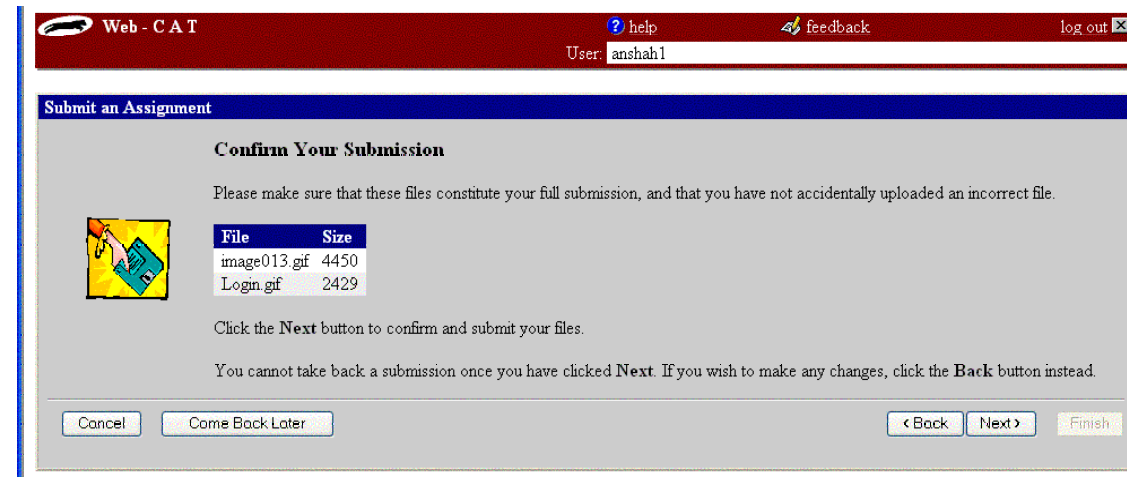 Web - C A T ? help feedback log out
User: anshah1
Submit an Assignment
Confirm Your Submission
Please make sure that these files constitute your full submission, and that you have not accidentally uploaded an incorrect file.
File Size
image013.gif 4450
Login.gif 2429
Click the Next button to confirm and submit your files.
You cannot take back a submission once you have clicked Next. If you wish to make any changes, click the Back button instead.
Cancel Come Back Later < Back Next > Finish